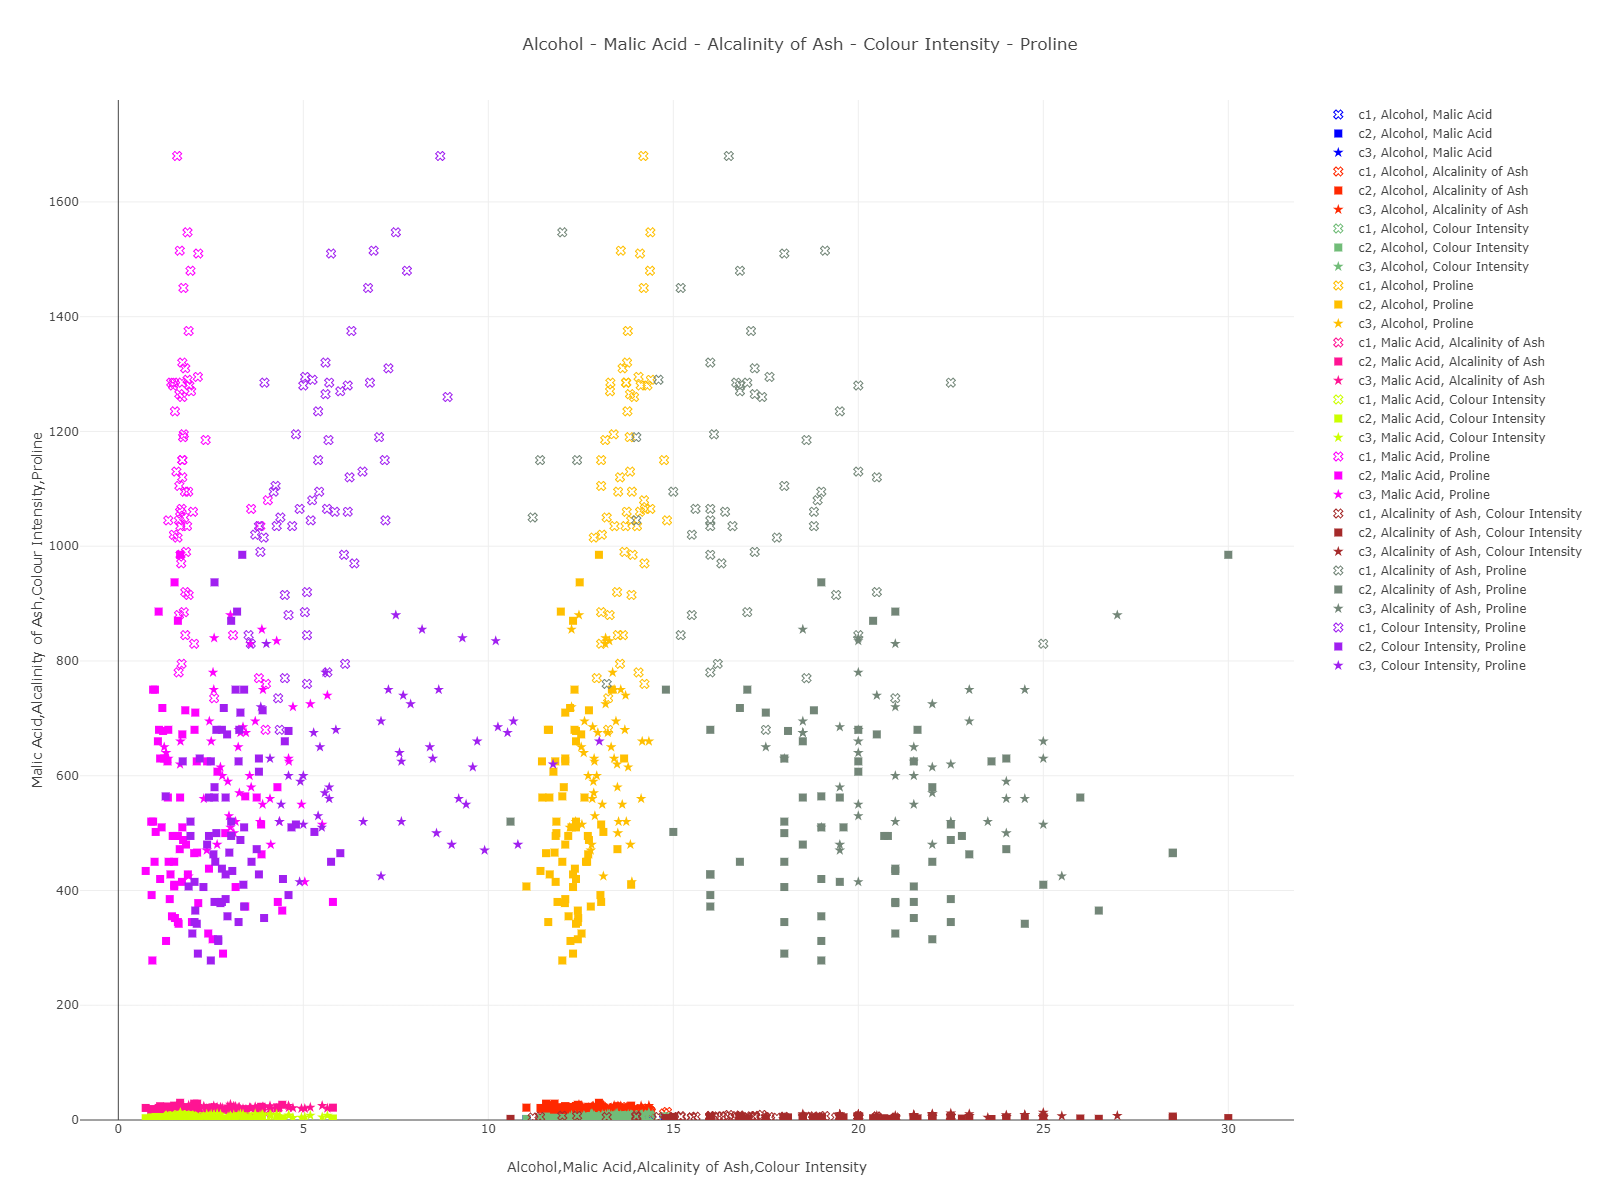 Alcohol - Malic Acid - Alcalinity of Ash - Colour Intensity - Proline
Malic Acid,Alcalinity of Ash,Colour Intensity,Proline
1600
1400
1200
1000
800
600
400
200
0
0 5 10 15 20 25 30
Alcohol,Malic Acid,Alcalinity of Ash,Colour Intensity
c1, Alcohol, Malic Acid
c2, Alcohol, Malic Acid
c3, Alcohol, Malic Acid
c1, Alcohol, Alcalinity of Ash
c2, Alcohol, Alcalinity of Ash
c3, Alcohol, Alcalinity of Ash
c1, Alcohol, Colour Intensity
c2, Alcohol, Colour Intensity
c3, Alcohol, Colour Intensity
c1, Alcohol, Proline
c2, Alcohol, Proline
c3, Alcohol, Proline
c1, Malic Acid, Alcalinity of Ash
c2, Malic Acid, Alcalinity of Ash
c3, Malic Acid, Alcalinity of Ash
c1, Malic Acid, Colour Intensity
c2, Malic Acid, Colour Intensity
c3, Malic Acid, Colour Intensity
c1, Malic Acid, Proline
c2, Malic Acid, Proline
c3, Malic Acid, Proline
c1, Alcalinity of Ash, Colour Intensity
c2, Alcalinity of Ash, Colour Intensity
c3, Alcalinity of Ash, Colour Intensity
c1, Alcalinity of Ash, Proline
c2, Alcalinity of Ash, Proline
c3, Alcalinity of Ash, Proline
c1, Colour Intensity, Proline
c2, Colour Intensity, Proline
c3, Colour Intensity, Proline